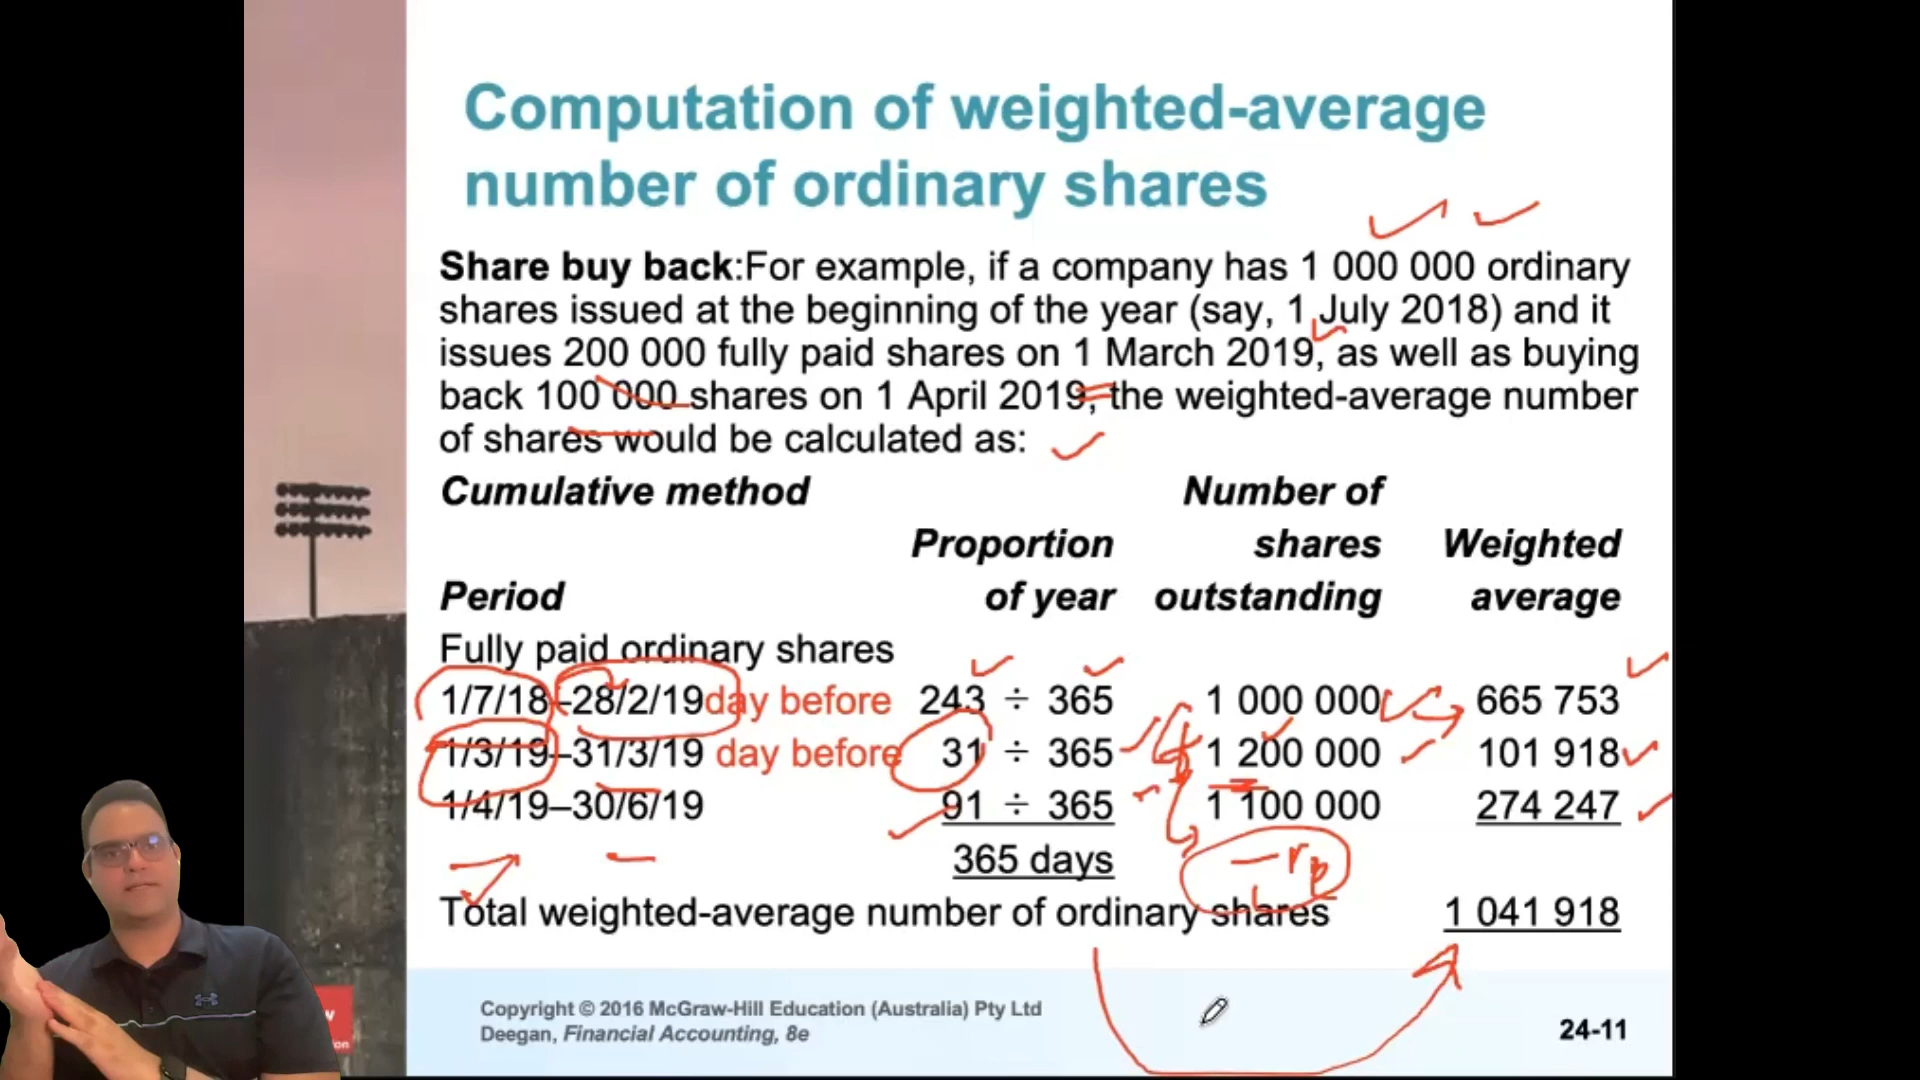 Computation of weighted-average
number of ordinary shares
Share buy back:For example, if a company has 1 000 000 ordinary
shares issued at the beginning of the year (say, 1 July 2018) and it
issues 200 000 fully paid shares on 1 March 2019, as well as buying
back 100 000 shares on 1 April 2019, the weighted-average number
of shares would be calculated as:
Cumulative method Number of
Proportion shares Weighted
Period of year outstanding average
Fully paid ordinary shares
1/7/18–28/2/19day before 243 ÷ 365 1 000 000 665 753
1/3/19–31/3/19 day before 31 ÷ 365 1 200 000 101 918
1/4/19–30/6/19 91 ÷ 365 1 100 000 274 247
365 days
Total weighted-average number of ordinary shares 1 041 918
Copyright © 2016 McGraw-Hill Education (Australia) Pty Ltd
Deegan, Financial Accounting, 8e
24-11